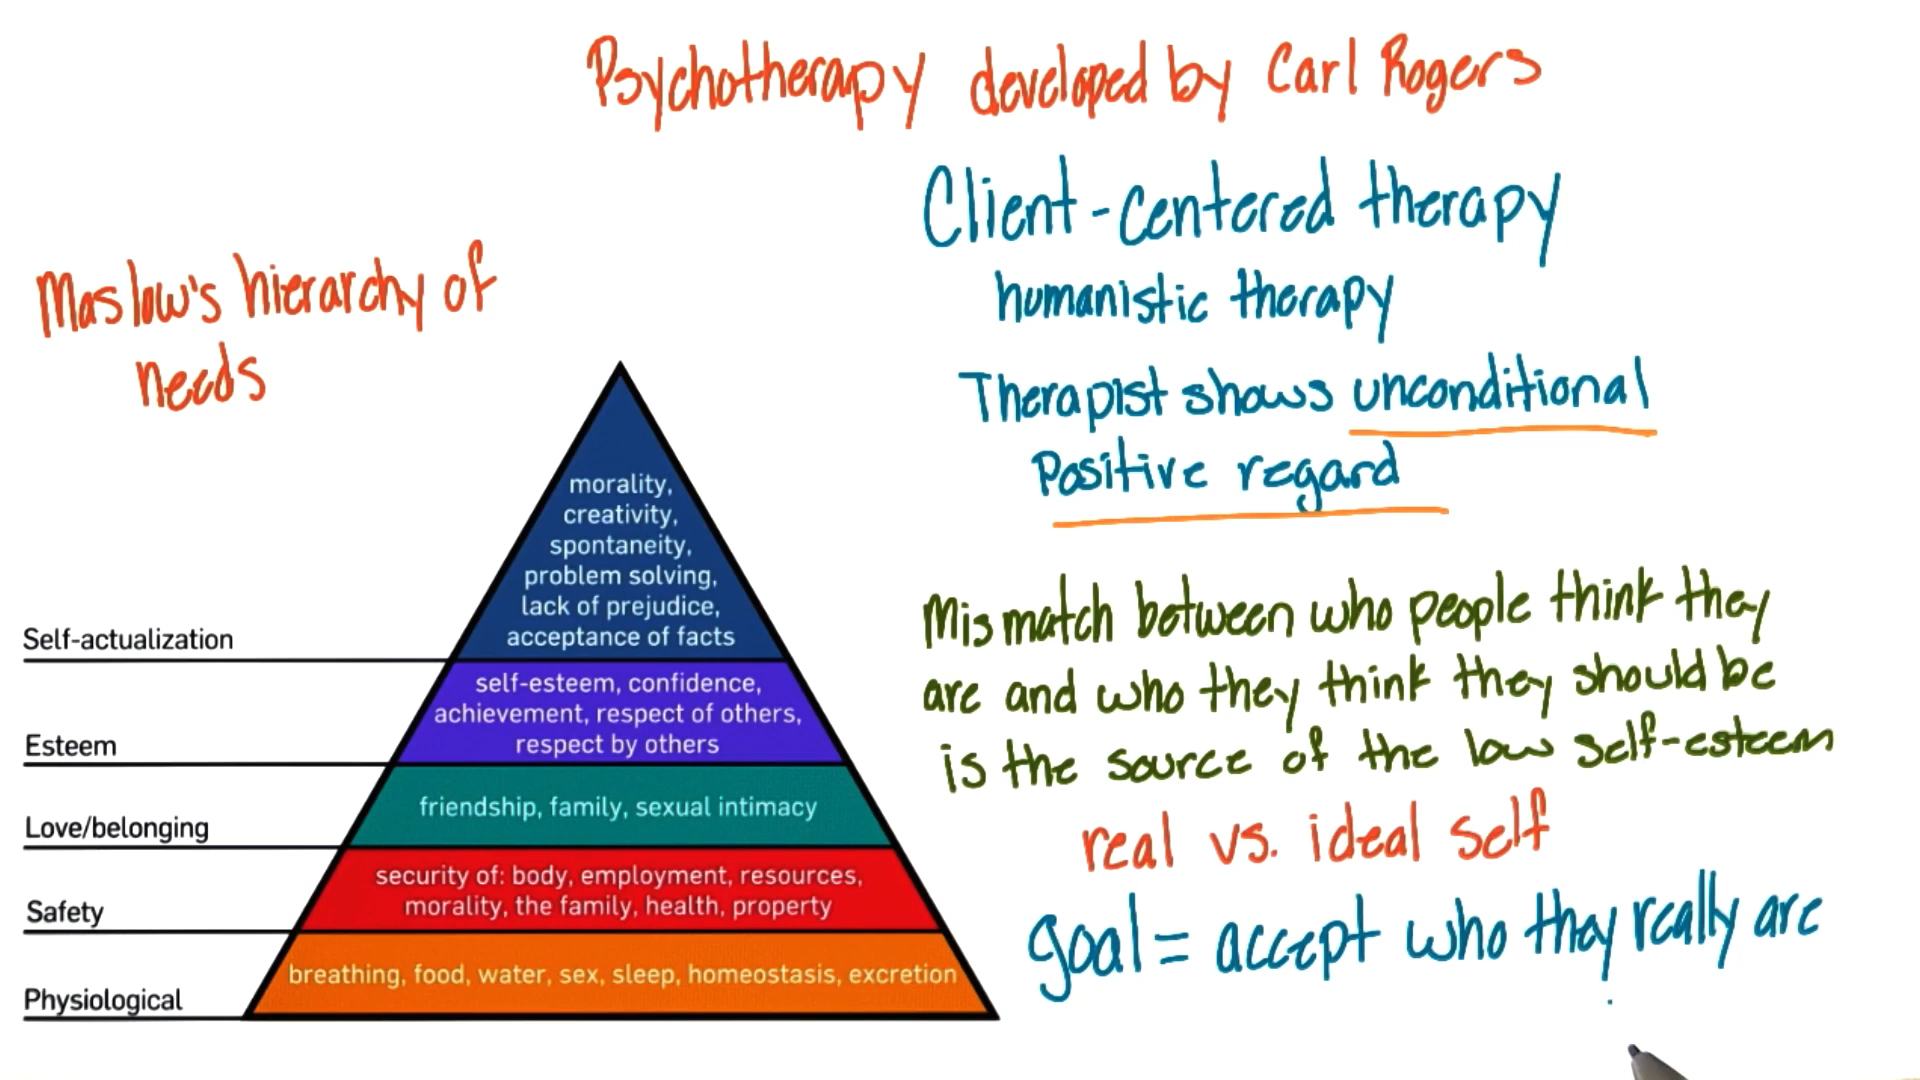 Psychotherapy developed by Carl Rogers
Client-centered therapy
humanistic therapy
Therapist shows unconditional
Positive regard
Mismatch between who people think they
are and who they think they should be
is the source of the low self-esteem
real vs. ideal self
goal = accept who they really are
Maslow's hierarchy of
needs
morality,
creativity,
spontaneity,
problem solving,
lack of prejudice,
acceptance of facts
Self-actualization
self-esteem, confidence,
achievement, respect of others,
respect by others
Esteem
friendship, family, sexual intimacy
Love/belonging
security of: body, employment, resources,
morality, the family, health, property
Safety
breathing, food, water, sex, sleep, homeostasis, excretion
Physiological